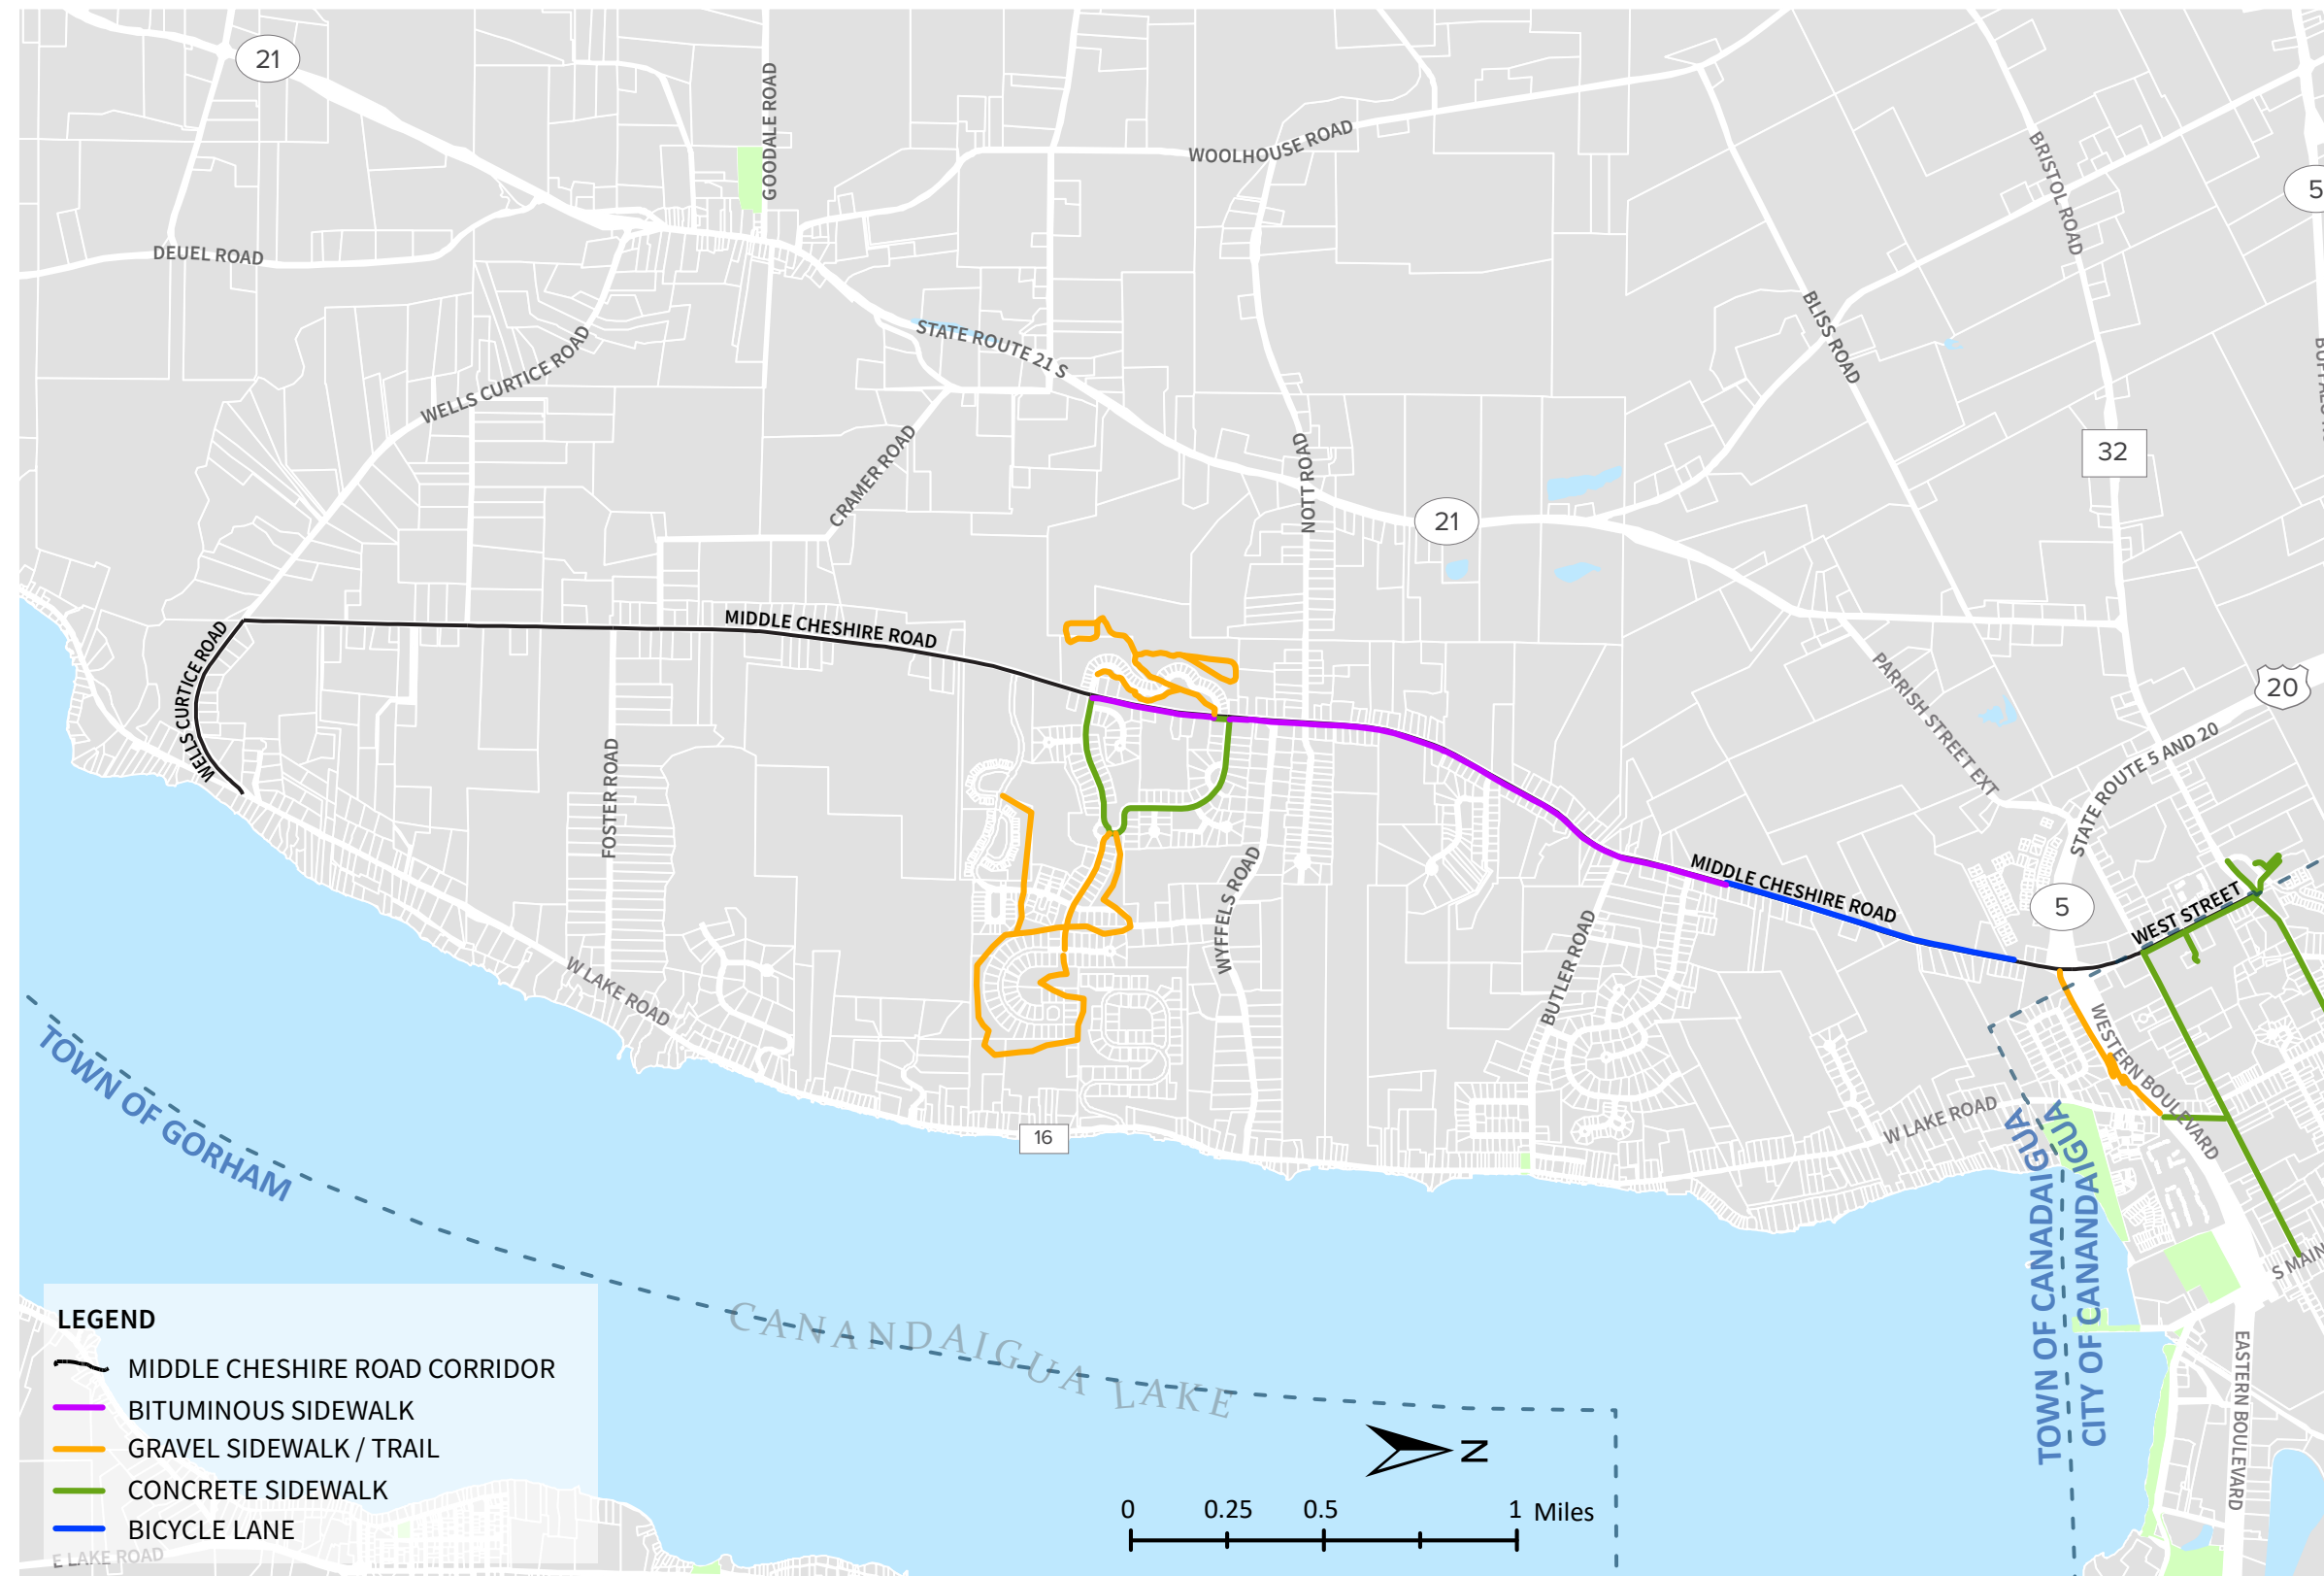 21
GOODALE ROAD
WOOLHOUSE ROAD
BRISTOL ROAD
5
DEUEL ROAD
STATE ROUTE 21 S
BLISS ROAD
WELLS CURTICE ROAD
CRAMER ROAD
NOTT ROAD
32
21
MIDDLE CHESHIRE ROAD
WELLS CURTICE ROAD
PARRISH STREET EXT
20
STATE ROUTE 5 AND 20
FOSTER ROAD
WYFFELS ROAD
MIDDLE CHESHIRE ROAD
5
WEST STREET
BUTLER ROAD
W LAKE ROAD
WESTERN BOULEVARD
W LAKE ROAD
16
TOWN OF GORHAM
TOWN OF CANADAIGUA
CITY OF CANANDAIGUA
S MAIN
CANANDAIGUA LAKE
EASTERN BOULEVARD
LEGEND
MIDDLE CHESHIRE ROAD CORRIDOR
BITUMINOUS SIDEWALK
GRAVEL SIDEWALK / TRAIL
CONCRETE SIDEWALK
BICYCLE LANE
E LAKE ROAD
N
0 0.25 0.5 1 Miles